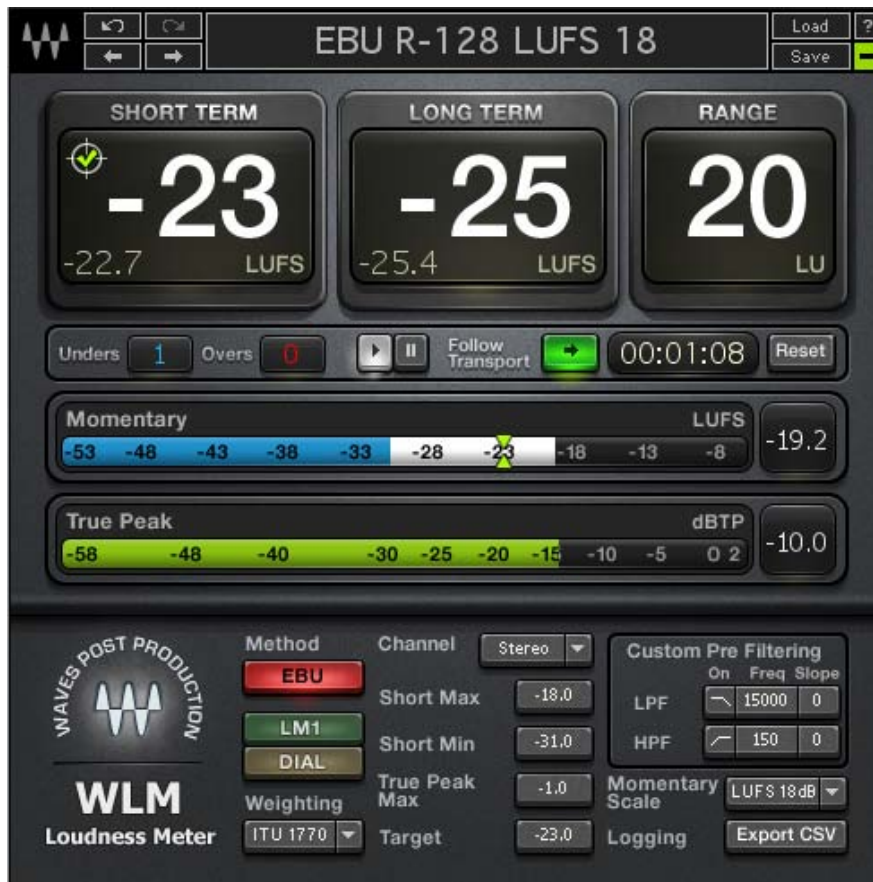 EBU R-128 LUFS 18
Load
?
Save
SHORT TERM
LONG TERM
RANGE
-23
-25
20
-22.7 LUFS
-25.4 LUFS
LU
Unders 1 Overs 0 Follow Transport 00:01:08 Reset
Momentary LUFS
-53 -48 -43 -38 -33 -28 -23 -18 -13 -8
-19.2
True Peak dBTP
-58 -48 -40 -30 -25 -20 -15 -10 -5 0 2
-10.0
WAVES POST PRODUCTION
WLM
Loudness Meter
Method
EBU
LM1
DIAL
Weighting
ITU 1770
Channel Stereo
Short Max -18.0
Short Min -31.0
True Peak Max -1.0
Target -23.0
Custom Pre Filtering
On Freq Slope
LPF 15000 0
HPF 150 0
Momentary Scale LUFS 18dB
Logging Export CSV